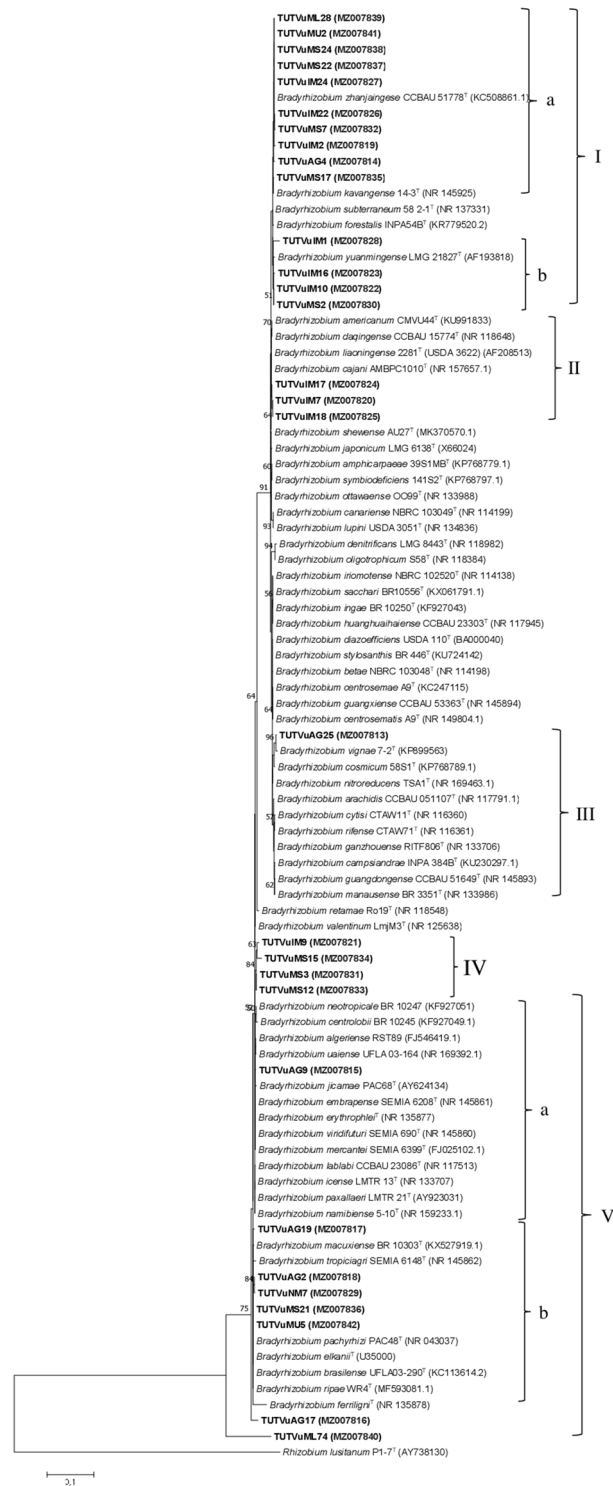 TUTVuML28 (MZ007839)
TUTVuMU2 (MZ007841)
TUTVuMS24 (MZ007838)
TUTVuMS22 (MZ007837)
TUTVuIM24 (MZ007827)
Bradyrhizobium zhanjaingese CCBAU 51778ᵀ (KC508861.1)
a
TUTVuIM22 (MZ007826)
TUTVuMS7 (MZ007832)
TUTVuIM2 (MZ007819)
I
TUTVuAG4 (MZ007814)
TUTVuMS17 (MZ007835)
Bradyrhizobium kavangense 14-3ᵀ (NR 145925)
Bradyrhizobium subterraneum 58 2-1ᵀ (NR 137331)
Bradyrhizobium forestalis INPA54Bᵀ (KR779520.2)
TUTVuIM1 (MZ007828)
Bradyrhizobium yuanmingense LMG 21827ᵀ (AF193818)
TUTVuIM16 (MZ007823)
b
TUTVuIM10 (MZ007822)
51
TUTVuMS2 (MZ007830)
70
Bradyrhizobium americanum CMVU44ᵀ (KU991833)
Bradyrhizobium daqingense CCBAU 15774ᵀ (NR 118648)
Bradyrhizobium liaoningense 2281ᵀ (USDA 3622) (AF208513)
Bradyrhizobium cajani AMBPC1010ᵀ (NR 157657.1)
II
TUTVuIM17 (MZ007824)
TUTVuIM7 (MZ007820)
64
TUTVuIM18 (MZ007825)
Bradyrhizobium shewense AU27ᵀ (MK370570.1)
Bradyrhizobium japonicum LMG 6138ᵀ (X66024)
60
Bradyrhizobium amphicarpaeae 39S1MBᵀ (KP768779.1)
Bradyrhizobium symbiodeficiens 141S2ᵀ (KP768797.1)
91
Bradyrhizobium ottawaense OO99ᵀ (NR 133988)
Bradyrhizobium canariense NBRC 103049ᵀ (NR 114199)
93
Bradyrhizobium lupini USDA 3051ᵀ (NR 134836)
94
Bradyrhizobium denitrificans LMG 8443ᵀ (NR 118982)
Bradyrhizobium oligotrophicum S58ᵀ (NR 118384)
Bradyrhizobium iriomotense NBRC 102520ᵀ (NR 114138)
56
Bradyrhizobium sacchari BR10556ᵀ (KX061791.1)
Bradyrhizobium ingae BR 10250ᵀ (KF927043)
Bradyrhizobium huanghuaihaiense CCBAU 23303ᵀ (NR 117945)
Bradyrhizobium diazoefficiens USDA 110ᵀ (BA000040)
Bradyrhizobium stylosanthis BR 446ᵀ (KU724142)
Bradyrhizobium betae NBRC 103048ᵀ (NR 114198)
64
Bradyrhizobium centrosemae A9ᵀ (KC247115)
Bradyrhizobium guangxiense CCBAU 53363ᵀ (NR 145894)
64
Bradyrhizobium centrosematis A9ᵀ (NR 149804.1)
96
TUTVuAG25 (MZ007813)
Bradyrhizobium vignae 7-2ᵀ (KP899563)
Bradyrhizobium cosmicum 58S1ᵀ (KP768789.1)
Bradyrhizobium nitroreducens TSA1ᵀ (NR 169463.1)
Bradyrhizobium arachidis CCBAU 051107ᵀ (NR 117791.1)
III
57
Bradyrhizobium cytisi CTAW11ᵀ (NR 116360)
Bradyrhizobium rifense CTAW71ᵀ (NR 116361)
Bradyrhizobium ganzhouense RITF806ᵀ (NR 133706)
Bradyrhizobium campsiandrae INPA 384Bᵀ (KU230297.1)
Bradyrhizobium guangdongense CCBAU 51649ᵀ (NR 145893)
62
Bradyrhizobium manausense BR 3351ᵀ (NR 133986)
Bradyrhizobium retamae Ro19ᵀ (NR 118548)
Bradyrhizobium valentinum LmjM3ᵀ (NR 125638)
63
TUTVuIM9 (MZ007821)
TUTVuMS15 (MZ007834)
IV
84
TUTVuMS3 (MZ007831)
TUTVuMS12 (MZ007833)
Bradyrhizobium neotropicale BR 10247 (KF927051)
Bradyrhizobium centrolobii BR 10245 (KF927049.1)
Bradyrhizobium algeriense RST89 (FJ546419.1)
Bradyrhizobium uaiense UFLA 03-164 (NR 169392.1)
TUTVuAG9 (MZ007815)
Bradyrhizobium jicamae PAC68ᵀ (AY624134)
Bradyrhizobium embrapense SEMIA 6208ᵀ (NR 145861)
a
Bradyrhizobium erythrophleiᵀ (NR 135877)
Bradyrhizobium viridifuturi SEMIA 690ᵀ (NR 145860)
Bradyrhizobium mercantei SEMIA 6399ᵀ (FJ025102.1)
Bradyrhizobium lablabi CCBAU 23086ᵀ (NR 117513)
Bradyrhizobium icense LMTR 13ᵀ (NR 133707)
Bradyrhizobium paxallaeri LMTR 21ᵀ (AY923031)
Bradyrhizobium namibiense 5-10ᵀ (NR 159233.1)
V
TUTVuAG19 (MZ007817)
Bradyrhizobium macuxiense BR 10303ᵀ (KX527919.1)
Bradyrhizobium tropiciagri SEMIA 6148ᵀ (NR 145862)
84
TUTVuAG2 (MZ007818)
TUTVuNM7 (MZ007829)
75
TUTVuMS21 (MZ007836)
b
TUTVuMU5 (MZ007842)
Bradyrhizobium pachyrhizi PAC48ᵀ (NR 043037)
Bradyrhizobium elkaniiᵀ (U35000)
Bradyrhizobium brasilense UFLA03-290ᵀ (KC113614.2)
Bradyrhizobium ripae WR4ᵀ (MF593081.1)
Bradyrhizobium ferriligniᵀ (NR 135878)
TUTVuAG17 (MZ007816)
TUTVuML74 (MZ007840)
Rhizobium lusitanum P1-7ᵀ (AY738130)
0,1